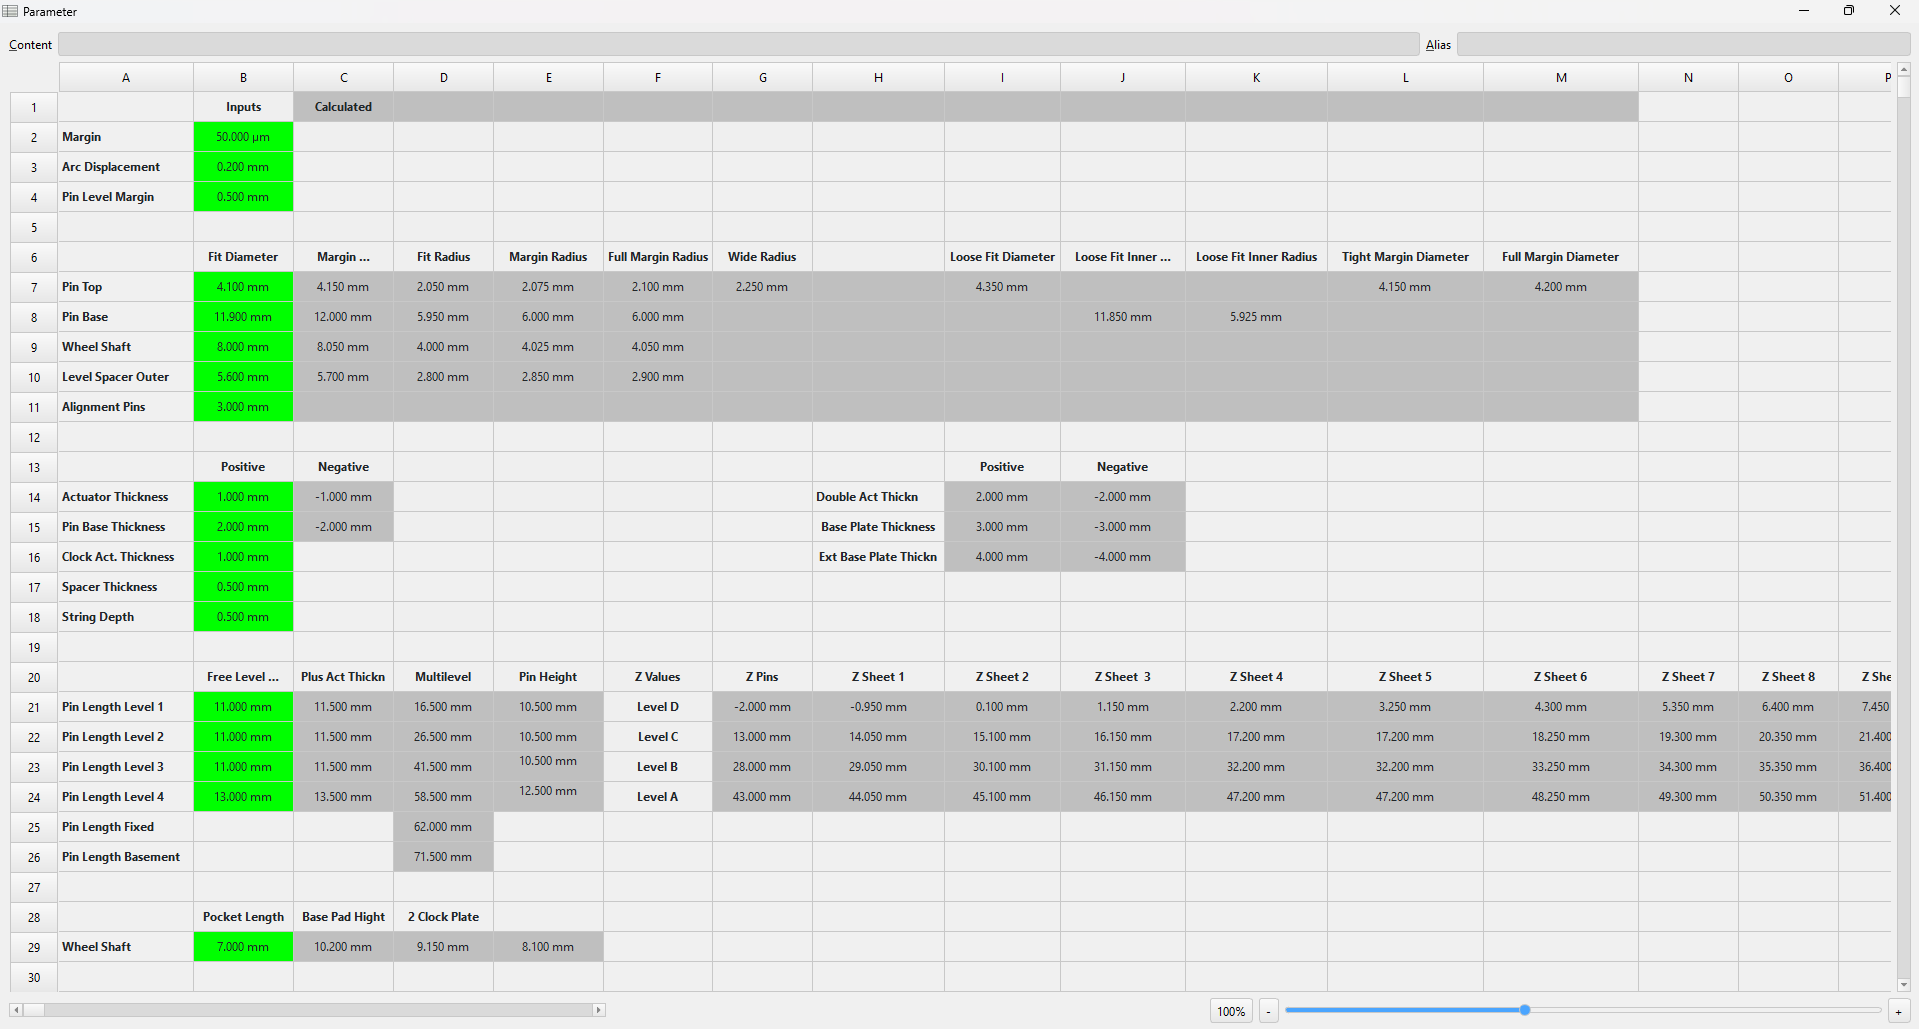 Parameter
Content Alias
A B C D E F G H I J K L M N O P
1 Inputs Calculated
2 Margin 50.000 µm
3 Arc Displacement 0.200 mm
4 Pin Level Margin 0.500 mm
5
6 Fit Diameter Margin ... Fit Radius Margin Radius Full Margin Radius Wide Radius Loose Fit Diameter Loose Fit Inner ... Loose Fit Inner Radius Tight Margin Diameter Full Margin Diameter
7 Pin Top 4.100 mm 4.150 mm 2.050 mm 2.075 mm 2.100 mm 2.250 mm 4.350 mm 4.150 mm 4.200 mm
8 Pin Base 11.900 mm 12.000 mm 5.950 mm 6.000 mm 6.000 mm 11.850 mm 5.925 mm
9 Wheel Shaft 8.000 mm 8.050 mm 4.000 mm 4.025 mm 4.050 mm
10 Level Spacer Outer 5.600 mm 5.700 mm 2.800 mm 2.850 mm 2.900 mm
11 Alignment Pins 3.000 mm
12
13 Positive Negative Positive Negative
14 Actuator Thickness 1.000 mm -1.000 mm Double Act Thickn 2.000 mm -2.000 mm
15 Pin Base Thickness 2.000 mm -2.000 mm Base Plate Thickness 3.000 mm -3.000 mm
16 Clock Act. Thickness 1.000 mm Ext Base Plate Thickn 4.000 mm -4.000 mm
17 Spacer Thickness 0.500 mm
18 String Depth 0.500 mm
19
20 Free Level ... Plus Act Thickn Multilevel Pin Height Z Values Z Pins Z Sheet 1 Z Sheet 2 Z Sheet 3 Z Sheet 4 Z Sheet 5 Z Sheet 6 Z Sheet 7 Z Sheet 8 Z She
21 Pin Length Level 1 11.000 mm 11.500 mm 16.500 mm 10.500 mm Level D -2.000 mm -0.950 mm 0.100 mm 1.150 mm 2.200 mm 3.250 mm 4.300 mm 5.350 mm 6.400 mm 7.450
22 Pin Length Level 2 11.000 mm 11.500 mm 26.500 mm 10.500 mm Level C 13.000 mm 14.050 mm 15.100 mm 16.150 mm 17.200 mm 17.200 mm 18.250 mm 19.300 mm 20.350 mm 21.400
23 Pin Length Level 3 11.000 mm 11.500 mm 41.500 mm 10.500 mm Level B 28.000 mm 29.050 mm 30.100 mm 31.150 mm 32.200 mm 32.200 mm 33.250 mm 34.300 mm 35.350 mm 36.400
24 Pin Length Level 4 13.000 mm 13.500 mm 58.500 mm 12.500 mm Level A 43.000 mm 44.050 mm 45.100 mm 46.150 mm 47.200 mm 47.200 mm 48.250 mm 49.300 mm 50.350 mm 51.400
25 Pin Length Fixed 62.000 mm
26 Pin Length Basement 71.500 mm
27
28 Pocket Length Base Pad Hight 2 Clock Plate
29 Wheel Shaft 7.000 mm 10.200 mm 9.150 mm 8.100 mm
30
100% - +